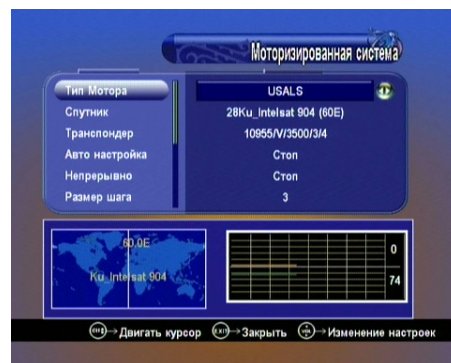 Моторизированная система
Тип Мотора USALS
Спутник 28Ku_Intelsat 904 (60E)
Транспондер 10955/V/3500/3/4
Авто настройка Стоп
Непрерывно Стоп
Размер шага 3
60.0E
Ku_Intelsat 904
0
74
Двигать курсор EXIT Закрыть Изменение настроек